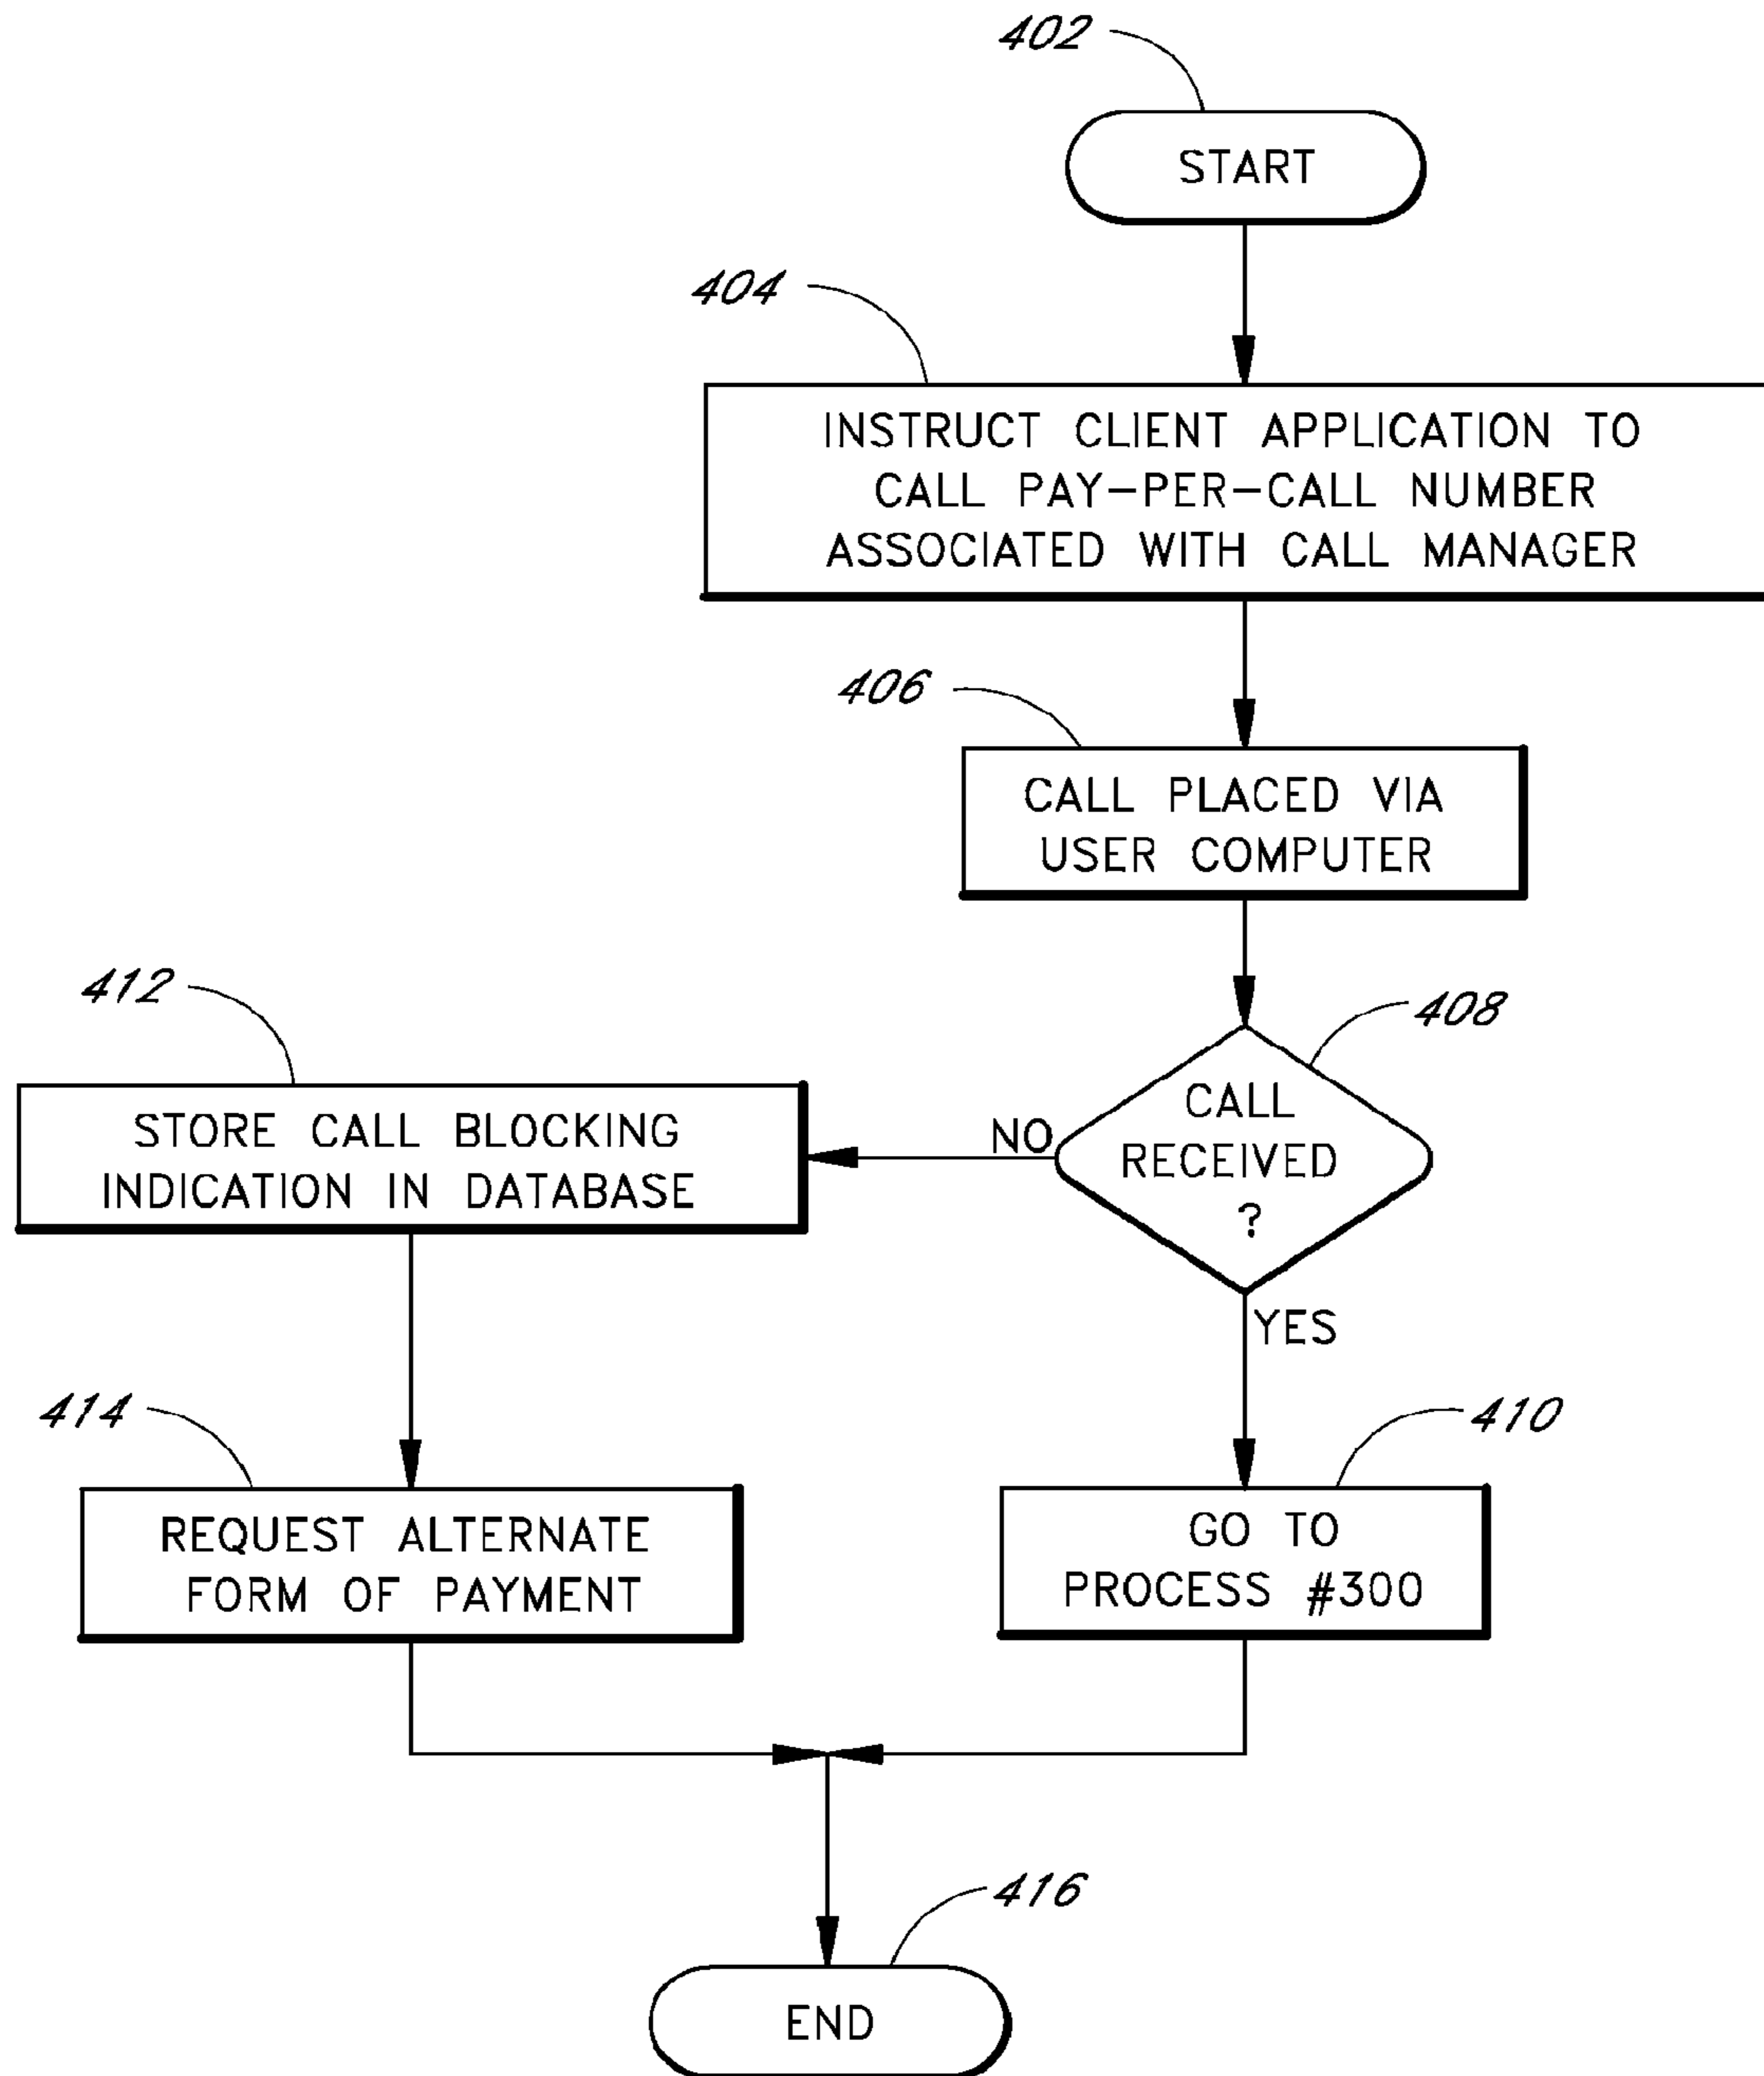 402
START
404
INSTRUCT CLIENT APPLICATION TO
CALL PAY-PER-CALL NUMBER
ASSOCIATED WITH CALL MANAGER
406
CALL PLACED VIA
USER COMPUTER
408
CALL
RECEIVED
?
NO
YES
412
STORE CALL BLOCKING
INDICATION IN DATABASE
414
REQUEST ALTERNATE
FORM OF PAYMENT
410
GO TO
PROCESS #300
416
END